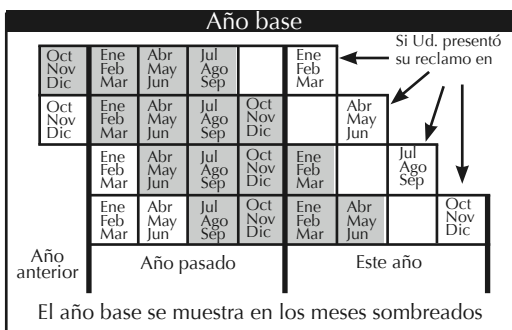 Año base
Si Ud. presentó
su reclamo en
Oct Ene Abr Jul Ene
Nov Feb May Ago Feb
Dic Mar Jun Sep Mar
Oct Ene Abr Jul Oct Abr
Nov Feb May Ago Nov May
Dic Mar Jun Sep Dic Jun
Ene Abr Jul Oct Ene Jul
Feb May Ago Nov Feb Ago
Mar Jun Sep Dic Mar Sep
Ene Abr Jul Oct Ene Abr Oct
Feb May Ago Nov Feb May Nov
Mar Jun Sep Dic Mar Jun Dic
Año
anterior
Año pasado
Este año
El año base se muestra en los meses sombreados